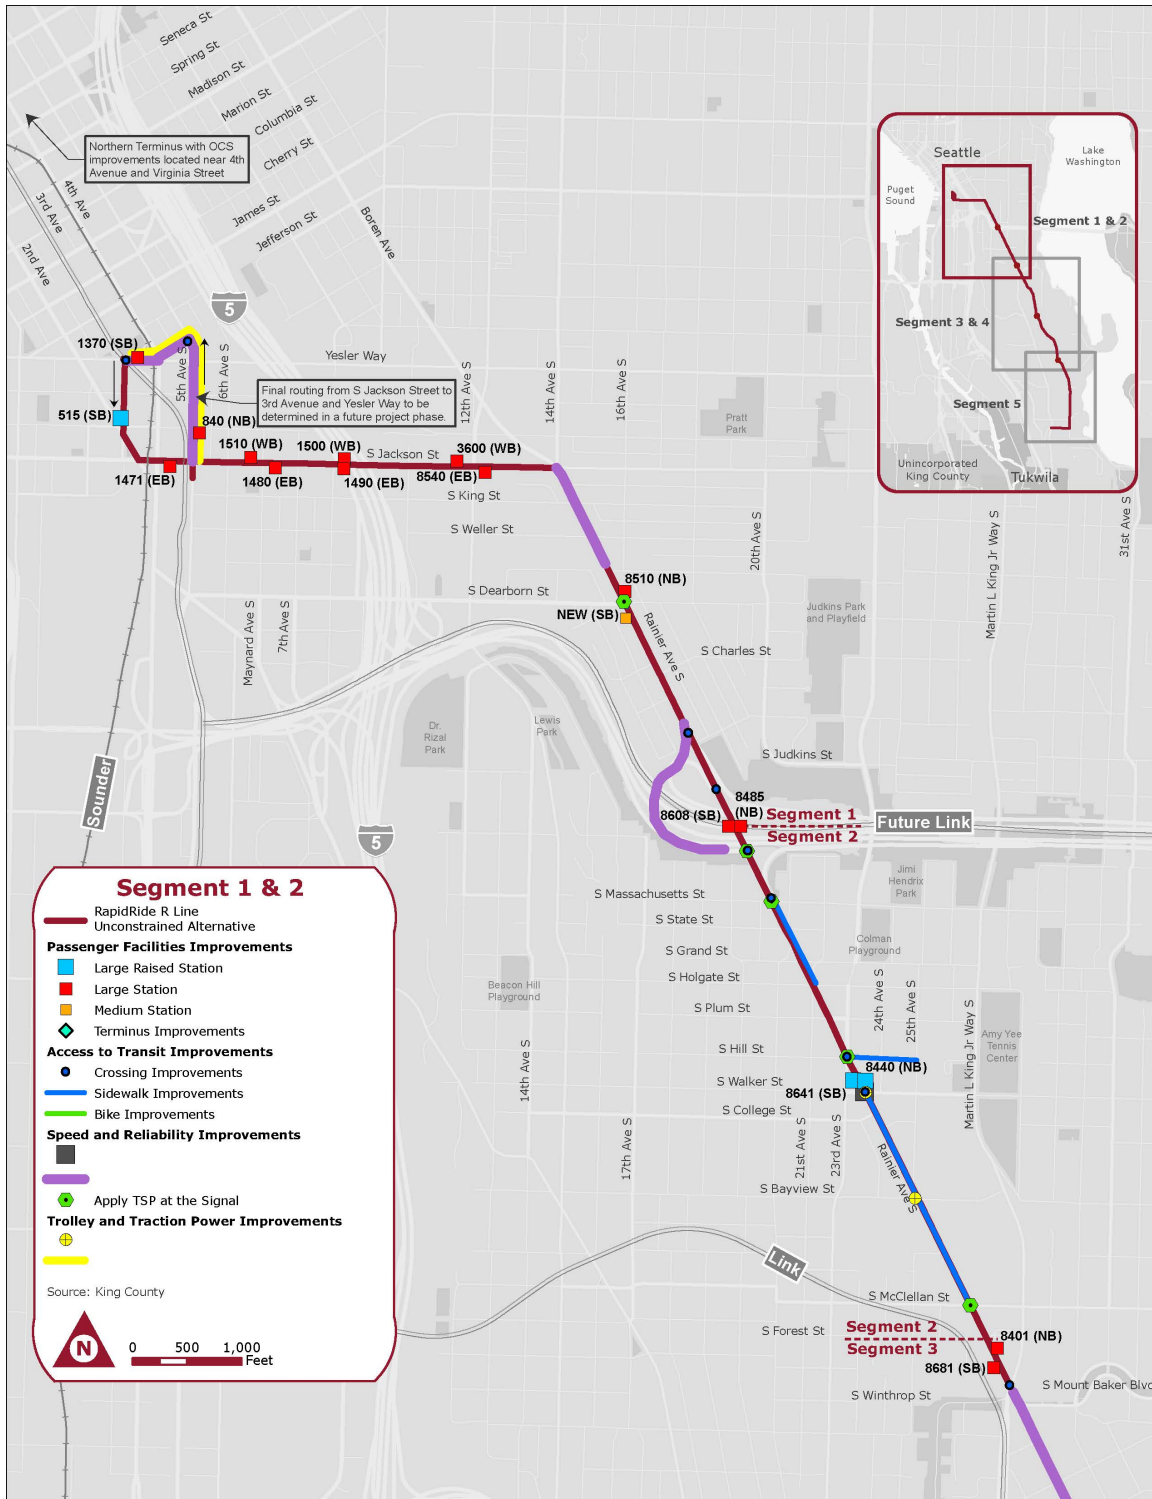 Seneca St
Spring St
Madison St
Marion St
Columbia St
Cherry St
James St
Jefferson St
Boren Ave
Northern Terminus with OCS
improvements located near 4th
Avenue and Virginia Street
4th Ave
3rd Ave
2nd Ave
5
1370 (SB)
5th Ave S
6th Ave S
Yesler Way
12th Ave S
14th Ave S
16th Ave S
Final routing from S Jackson Street to
3rd Avenue and Yesler Way to be
determined in a future project phase.
515 (SB)
840 (NB)
1510 (WB)
1500 (WB)
3600 (WB)
S Jackson St
1471 (EB)
1480 (EB)
1490 (EB)
8540 (EB)
S King St
S Weller St
Pratt
Park
Seattle
Lake
Washington
Puget
Sound
Segment 1 & 2
Segment 3 & 4
Segment 5
Unincorporated
King County
Tukwila
20th Ave S
Martin L King Jr Way S
31st Ave S
S Dearborn St
8510 (NB)
NEW (SB)
Rainier Ave S
Maynard Ave S
7th Ave S
Judkins Park
and Playfield
S Charles St
Dr.
Rizal
Park
Lewis
Park
S Judkins St
Sounder
8485
(NB)
8608 (SB)
Segment 1
Segment 2
Future Link
5
Jimi
Hendrix
Park
S Massachusetts St
S State St
S Grand St
S Holgate St
S Plum St
Colman
Playground
Beacon Hill
Playground
24th Ave S
25th Ave S
Martin L King Jr Way S
Amy Yee
Tennis
Center
S Hill St
8440 (NB)
S Walker St
8641 (SB)
S College St
14th Ave S
17th Ave S
21st Ave S
23rd Ave S
Rainier Ave S
S Bayview St
Link
S McClellan St
S Forest St
Segment 2
Segment 3
8401 (NB)
8681 (SB)
S Winthrop St
S Mount Baker Blvd
Segment 1 & 2
RapidRide R Line
Unconstrained Alternative
Passenger Facilities Improvements
Large Raised Station
Large Station
Medium Station
Terminus Improvements
Access to Transit Improvements
Crossing Improvements
Sidewalk Improvements
Bike Improvements
Speed and Reliability Improvements
Apply TSP at the Signal
Trolley and Traction Power Improvements
Source: King County
N
0 500 1,000
Feet